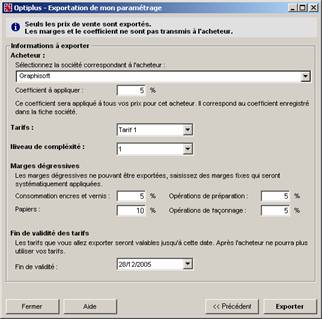 Optiplus - Exportation de mon paramétrage
Seuls les prix de vente sont exportés.
Les marges et le coefficient ne sont pas transmis à l'acheteur.
Informations à exporter
Acheteur :
Sélectionnez la société correspondant à l'acheteur :
Graphisoft
Coefficient à appliquer : 5 %
Ce coefficient sera appliqué à tous vos prix pour cet acheteur. Il correspond au coefficient enregistré
dans la fiche société.
Tarifs : Tarif 1
Niveau de complexité : 1
Marges dégressives
Les marges dégressives ne pouvant être exportées, saisissez des marges fixes qui seront
systématiquement appliquées.
Consommation encres et vernis : 5 % Opérations de préparation : 5 %
Papiers : 10 % Opérations de façonnage : 5 %
Fin de validité des tarifs
Les tarifs que vous allez exporter seront valables jusqu'à cette date. Après l'acheteur ne pourra plus
utiliser vos tarifs.
Fin de validité : 28/12/2005
Fermer Aide << Précédent Exporter